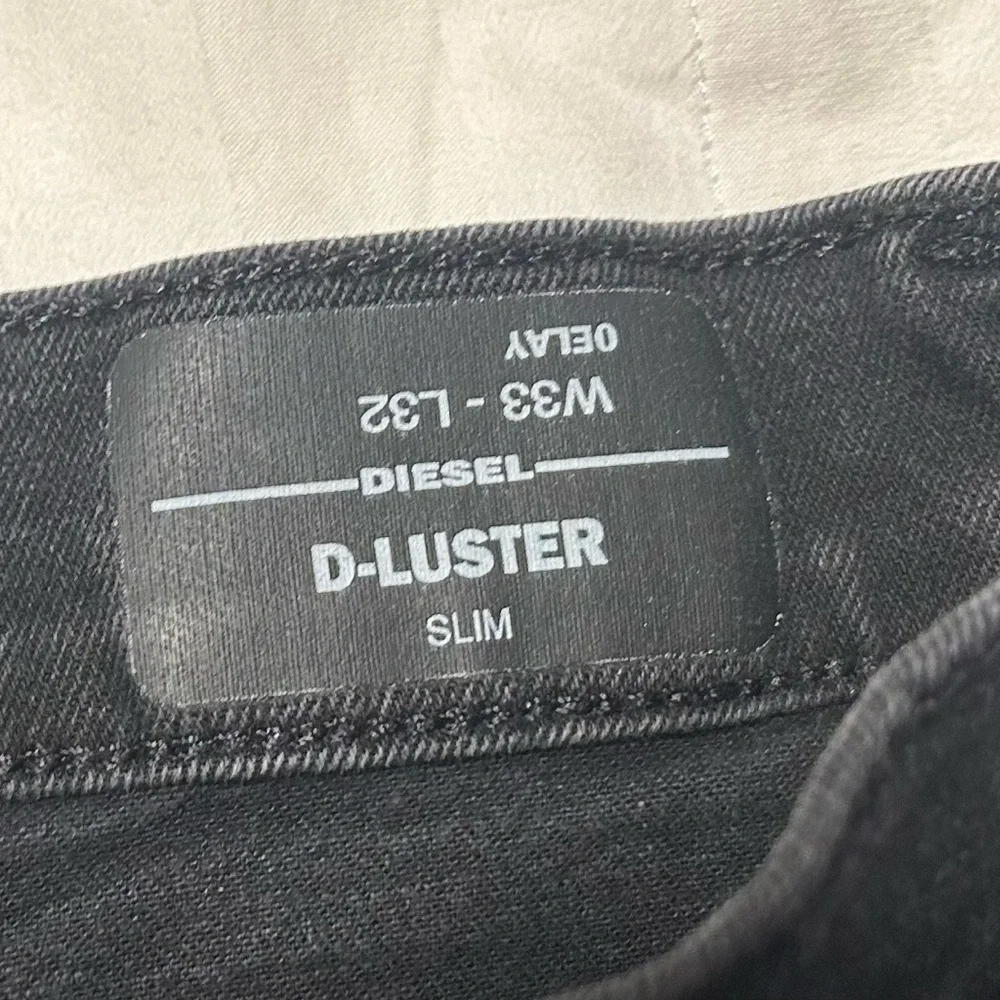 0ELAY
W33 - L32
DIESEL
D-LUSTER
SLIM